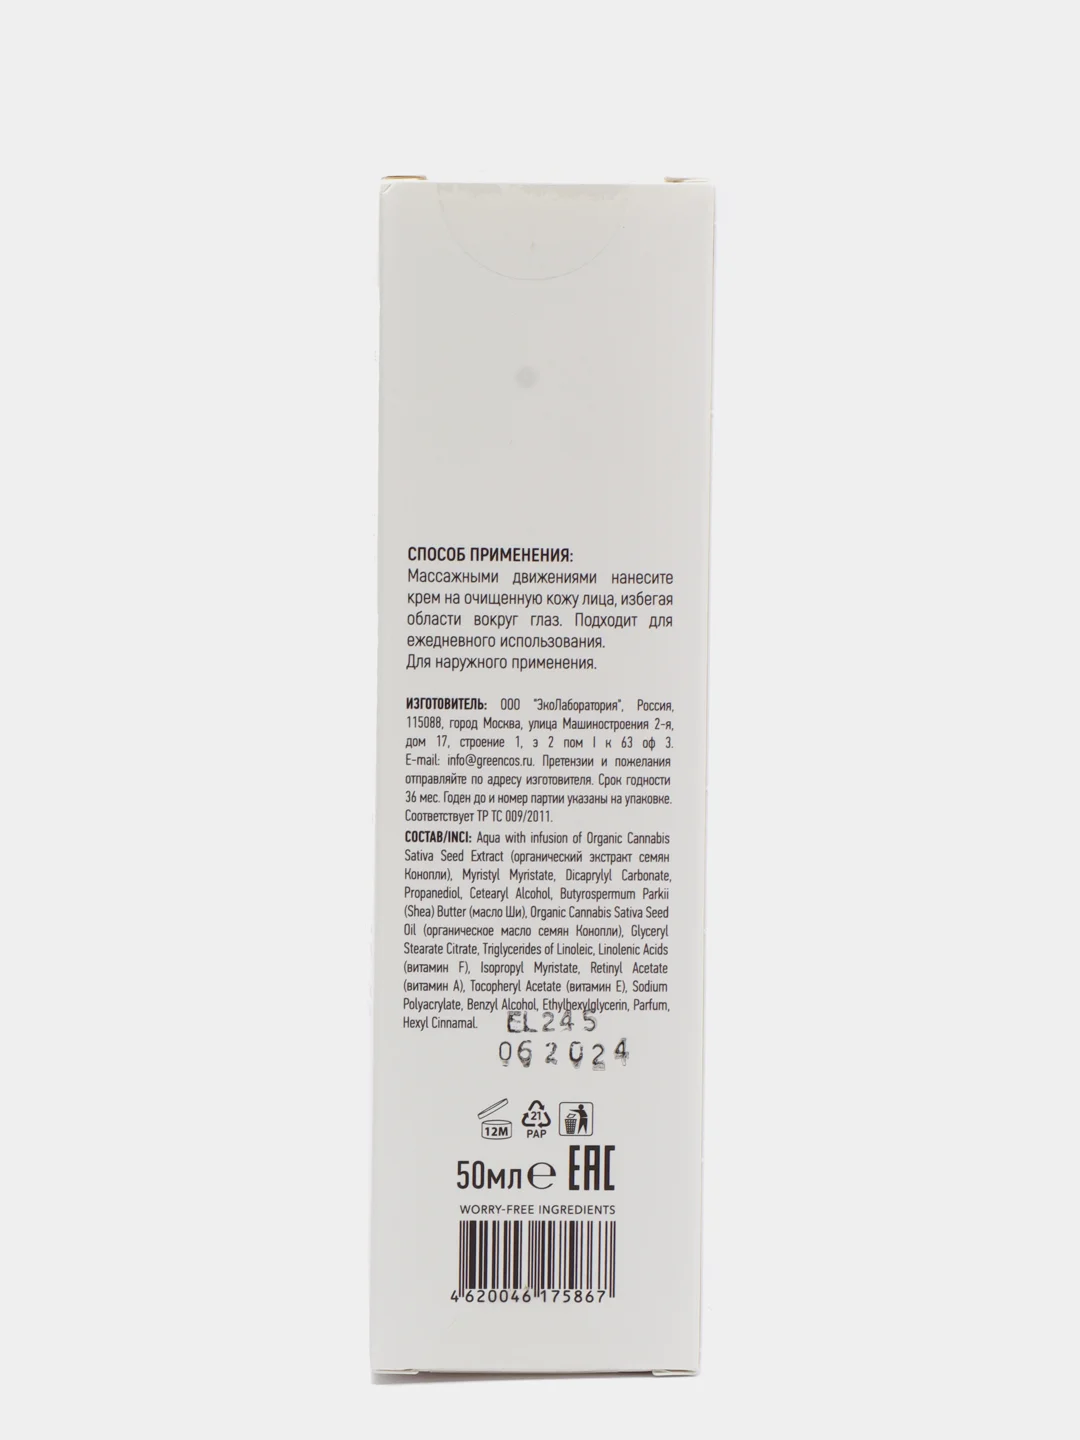 СПОСОБ ПРИМЕНЕНИЯ:
Массажными движениями нанесите
крем на очищенную кожу лица, избегая
области вокруг глаз. Подходит для
ежедневного использования.
Для наружного применения.
ИЗГОТОВИТЕЛЬ: ООО "ЭкоЛаборатория", Россия,
115088, город Москва, улица Машиностроения 2-я,
дом 17, строение 1, э 2 пом I к 63 оф 3.
E-mail: info@greencos.ru. Претензии и пожелания
отправляйте по адресу изготовителя. Срок годности
36 мес. Годен до и номер партии указаны на упаковке.
Соответствует ТР ТС 009/2011.
СОСТАВ/INCI: Aqua with infusion of Organic Cannabis
Sativa Seed Extract (органический экстракт семян
Конопли), Myristyl Myristate, Dicaprylyl Carbonate,
Propanediol, Cetearyl Alcohol, Butyrospermum Parkii
(Shea) Butter (масло Ши), Organic Cannabis Sativa Seed
Oil (органическое масло семян Конопли), Glyceryl
Stearate Citrate, Triglycerides of Linoleic, Linolenic Acids
(витамин F), Isopropyl Myristate, Retinyl Acetate
(витамин А), Tocopheryl Acetate (витамин Е), Sodium
Polyacrylate, Benzyl Alcohol, Ethylhexylglycerin, Parfum,
Hexyl Cinnamal.
EL245
062024
12M
21
PAP
50мл e EAC
WORRY-FREE INGREDIENTS
4 620046 175867